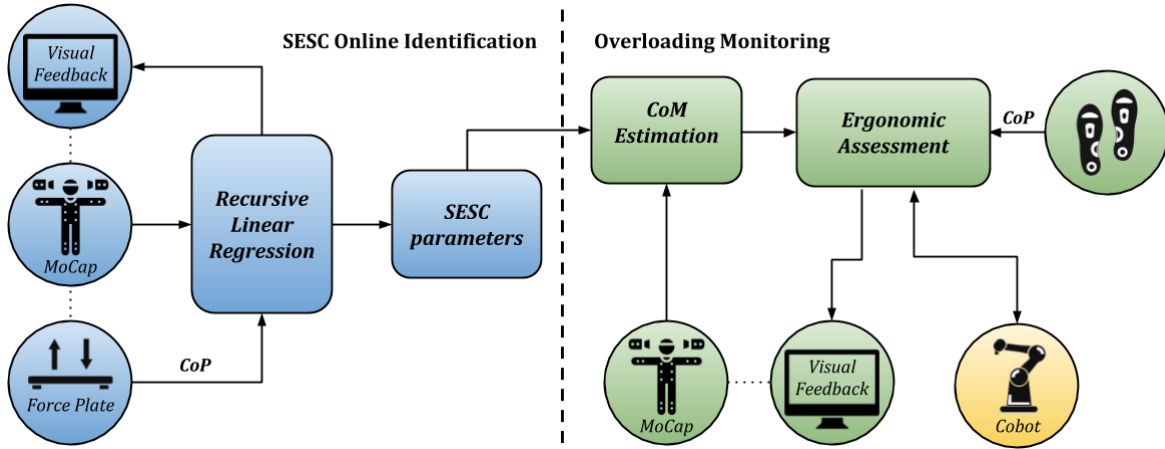 SESC Online Identification
Visual
Feedback
Recursive
Linear
Regression
SESC
parameters
MoCap
CoP
Force Plate
Overloading Monitoring
CoM
Estimation
Ergonomic
Assessment
CoP
MoCap
Visual
Feedback
Cobot